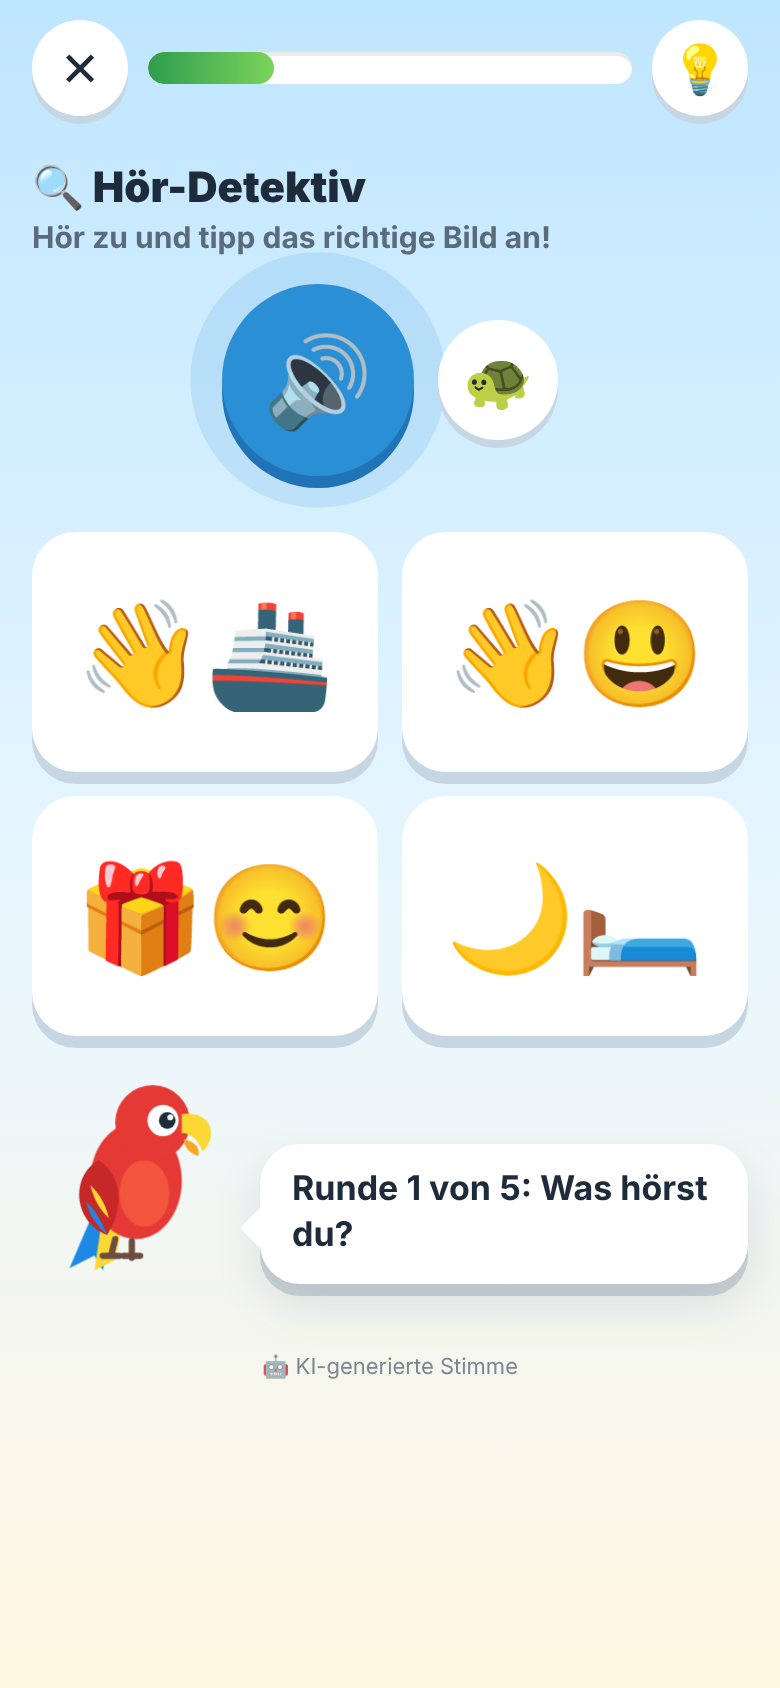 Hör-Detektiv
Hör zu und tipp das richtige Bild an!
Runde 1 von 5: Was hörst
du?
KI-generierte Stimme